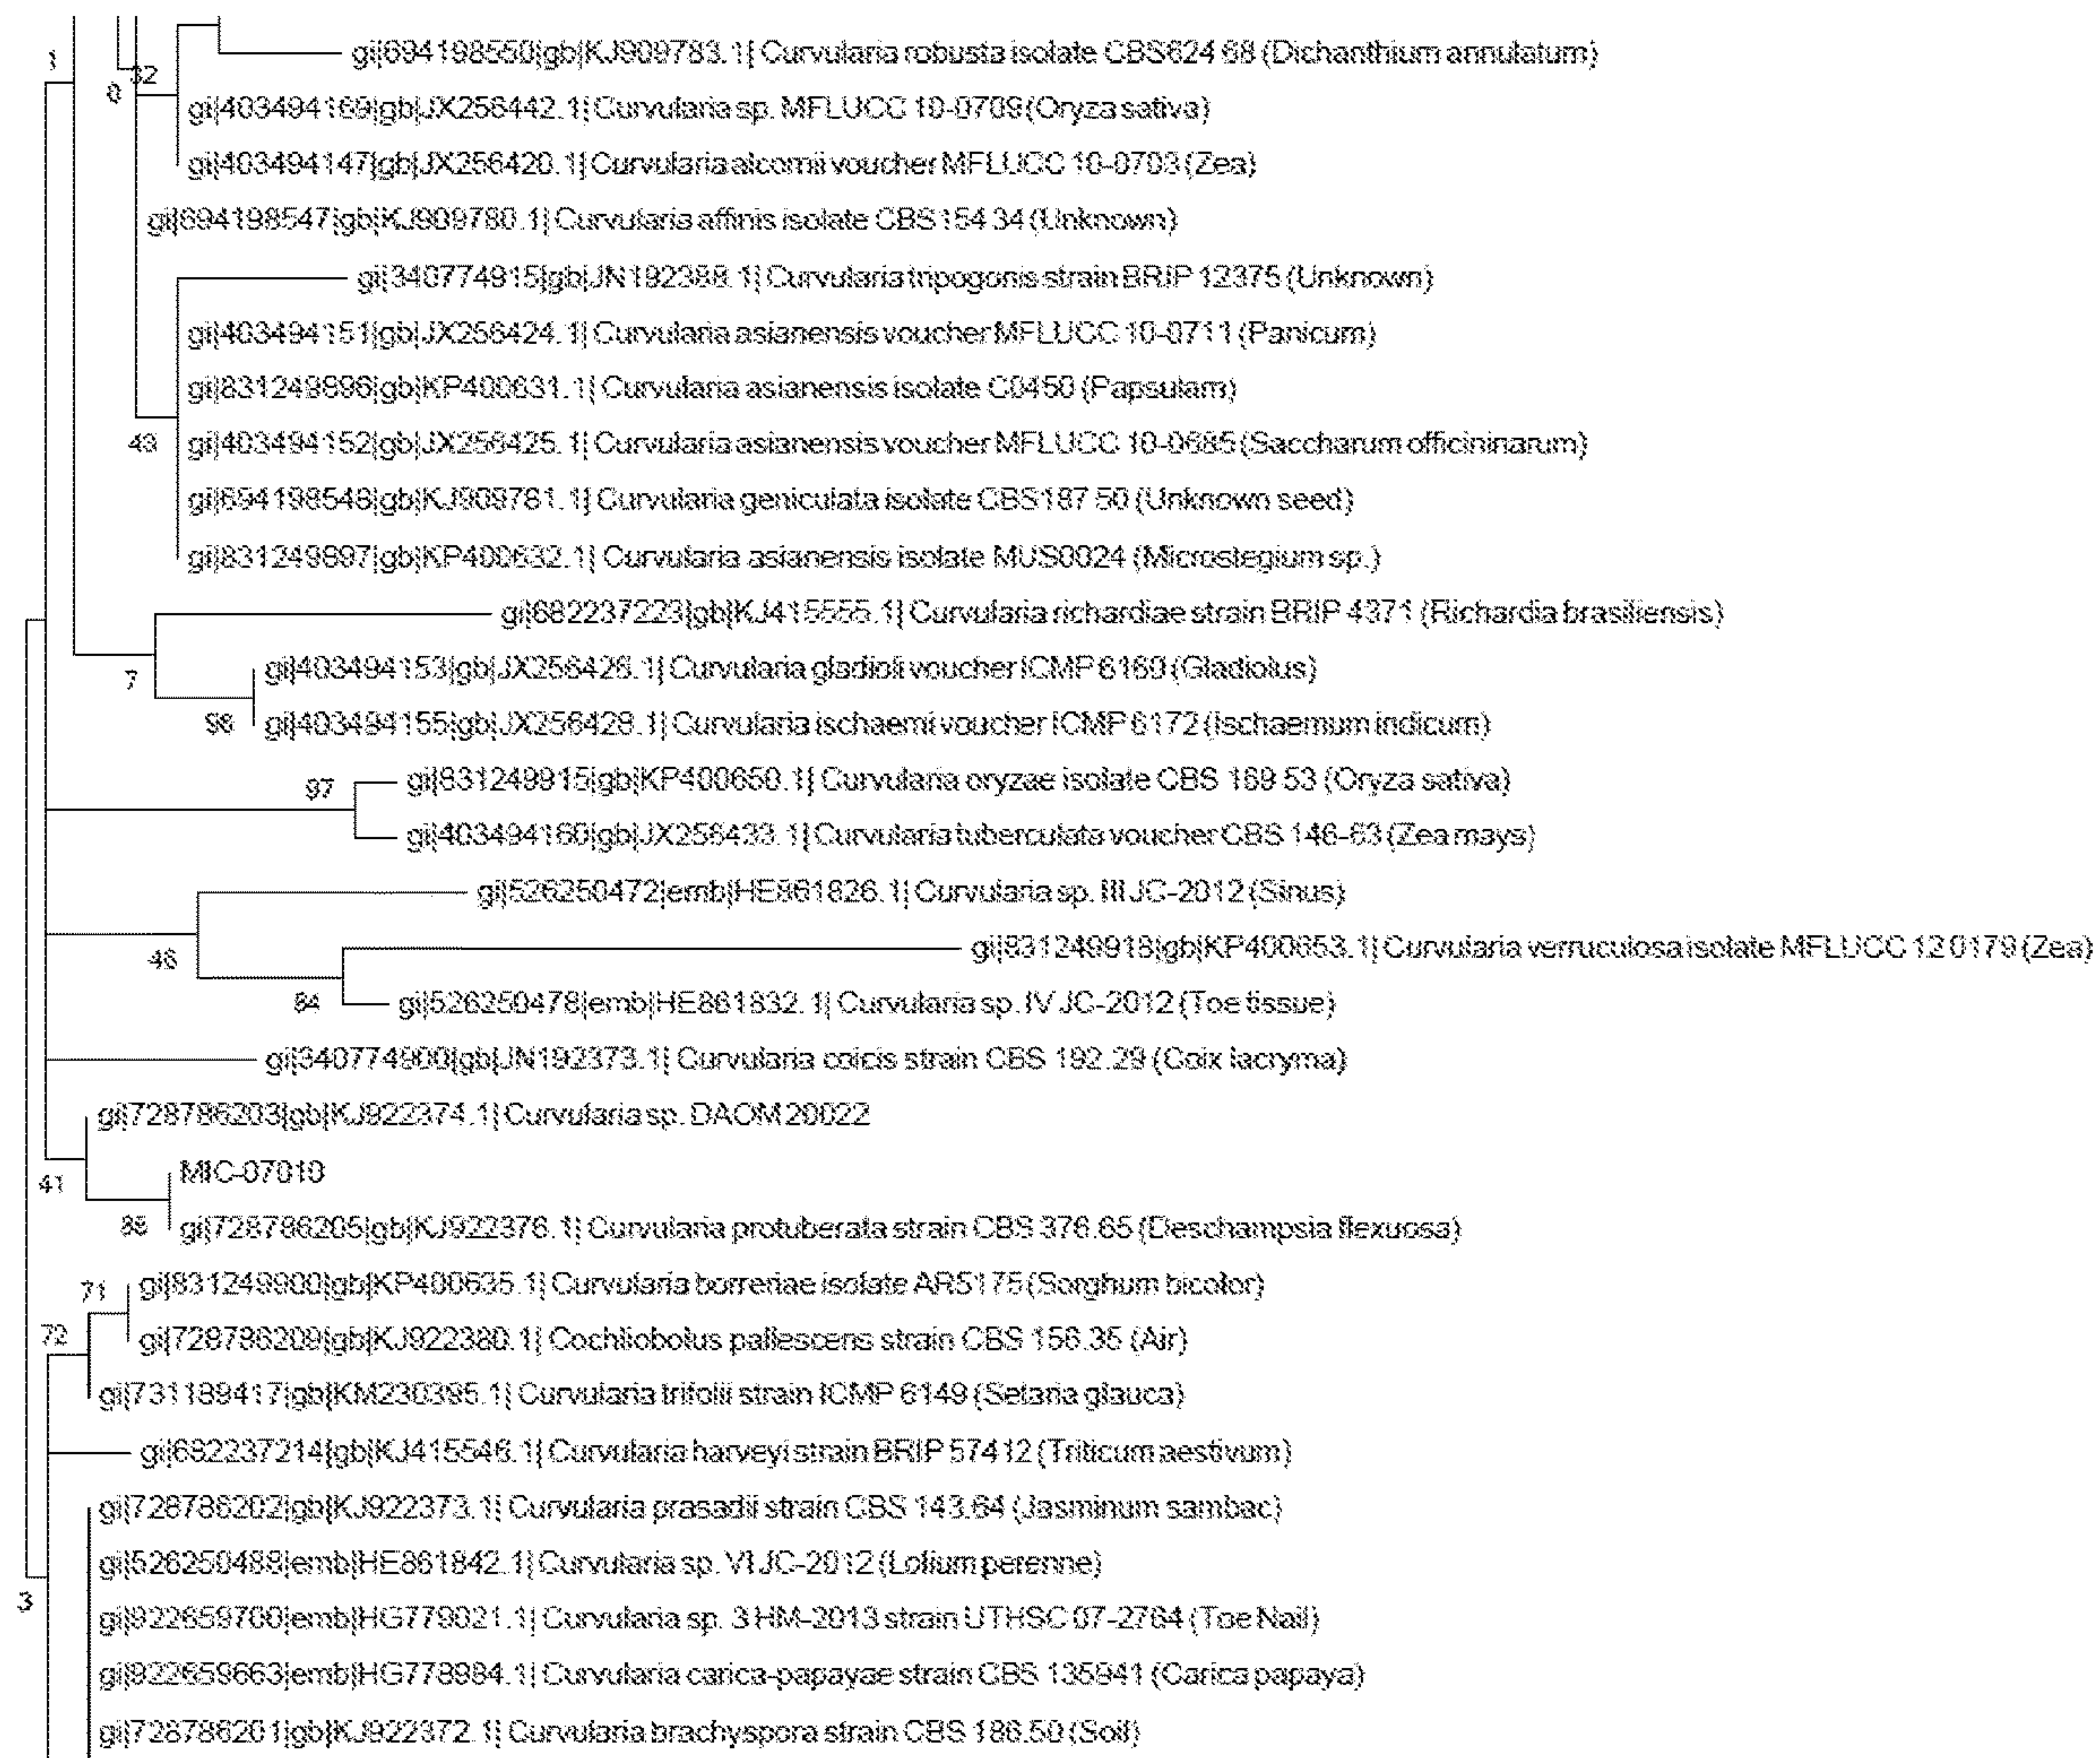 1
32
0
gi|694198550|gb|KJ909783.1| Curvularia robusta isolate CBS624 68 (Dichanthium annulatum)
gi|403494169|gb|JX256442.1| Curvularia sp. MFLUCC 10-0709 (Oryza sativa)
gi|403494147|gb|JX256420.1| Curvularia alcornii voucher MFLUCC 10-0703 (Zea)
gi|694198547|gb|KJ909780.1| Curvularia affinis isolate CBS154 34 (Unknown)
gi|340774915|gb|JN192388.1| Curvularia tripogonis strain BRIP 12375 (Unknown)
gi|403494151|gb|JX256424.1| Curvularia asianensis voucher MFLUCC 10-0711 (Panicum)
gi|831249896|gb|KP400631.1| Curvularia asianensis isolate C0450 (Papsulam)
43
gi|403494152|gb|JX256425.1| Curvularia asianensis voucher MFLUCC 10-0685 (Saccharum officininarum)
gi|694198548|gb|KJ909781.1| Curvularia geniculata isolate CBS187 50 (Unknown seed)
gi|831249897|gb|KP400632.1| Curvularia asianensis isolate MUS0024 (Microstegium sp.)
gi|682237223|gb|KJ415555.1| Curvularia richardiae strain BRIP 4371 (Richardia brasiliensis)
7
gi|403494153|gb|JX256426.1| Curvularia gladioli voucher ICMP 6160 (Gladiolus)
98
gi|403494155|gb|JX256428.1| Curvularia ischaemi voucher ICMP 6172 (Ischaemum indicum)
97
gi|831249915|gb|KP400650.1| Curvularia oryzae isolate CBS 169 53 (Oryza sativa)
gi|403494160|gb|JX256433.1| Curvularia tuberculata voucher CBS 146-63 (Zea mays)
gi|526250472|emb|HE861826.1| Curvularia sp. III JC-2012 (Sinus)
46
gi|831249918|gb|KP400653.1| Curvularia verruculosa isolate MFLUCC 12 0179 (Zea)
84
gi|526250478|emb|HE861832.1| Curvularia sp. IV JC-2012 (Toe tissue)
gi|340774900|gb|JN192373.1| Curvularia coicis strain CBS 192.29 (Coix lacryma)
gi|728786203|gb|KJ922374.1| Curvularia sp. DAOM 20022
41
MIC-07010
88
gi|728786205|gb|KJ922376.1| Curvularia protuberata strain CBS 376.65 (Deschampsia flexuosa)
71
gi|831249900|gb|KP400635.1| Curvularia borreriae isolate AR5176 (Sorghum bicolor)
72
gi|728786209|gb|KJ922380.1| Cochliobolus pallescens strain CBS 156.35 (Air)
gi|731189417|gb|KM230395.1| Curvularia trifolii strain ICMP 6149 (Setaria glauca)
gi|682237214|gb|KJ415546.1| Curvularia harveyi strain BRIP 57412 (Triticum aestivum)
gi|728786202|gb|KJ922373.1| Curvularia prasadii strain CBS 143.64 (Jasminum sambac)
gi|526250488|emb|HE861842.1| Curvularia sp. VI JC-2012 (Lolium perenne)
3
gi|922659700|emb|HG779021.1| Curvularia sp. 3 HM-2013 strain UTHSC 07-2764 (Toe Nail)
gi|922659663|emb|HG778984.1| Curvularia carica-papayae strain CBS 135941 (Carica papaya)
gi|728786201|gb|KJ922372.1| Curvularia brachyspora strain CBS 186.50 (Soil)